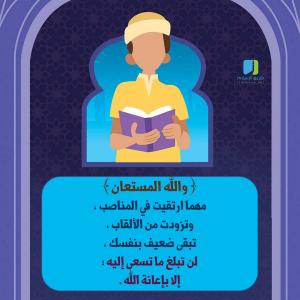 ﴿ والله المستعان ﴾
مهما ارتقيت في المناصب ،
وتزودت من الألقاب ،
تبقى ضعيف بنفسك ،
لن تبلغ ما تسعى إليه ؛
إلا بإعانة الله .